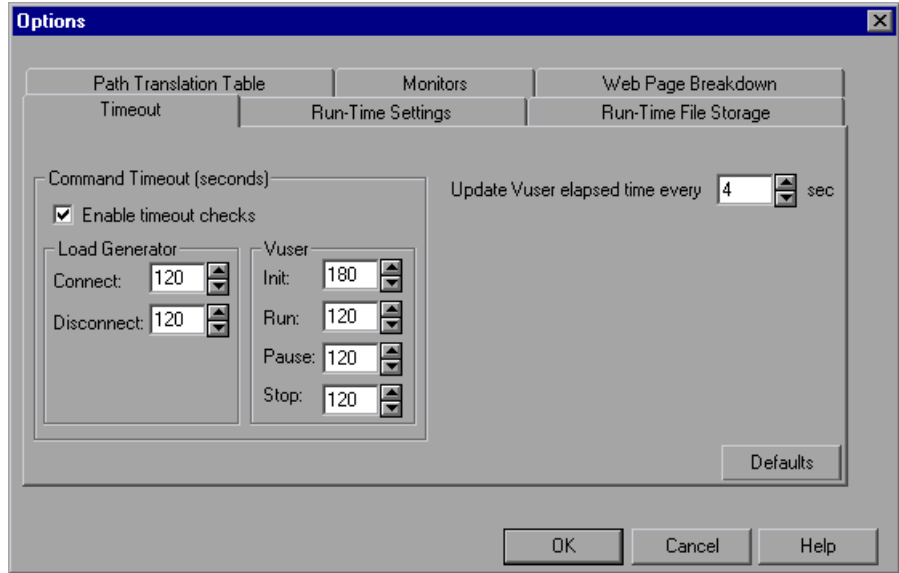 Options
Path Translation Table Monitors Web Page Breakdown
Timeout Run-Time Settings Run-Time File Storage
Command Timeout (seconds)
Enable timeout checks
Load Generator
Connect: 120
Disconnect: 120
Vuser
Init: 180
Run: 120
Pause: 120
Stop: 120
Update Vuser elapsed time every 4 sec
Defaults
OK Cancel Help